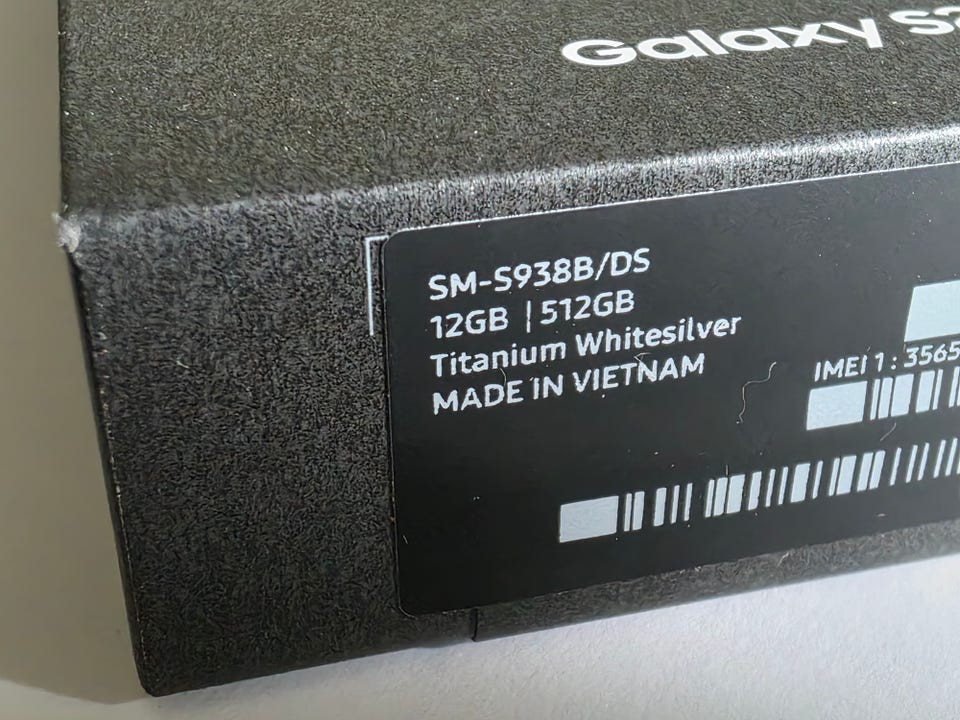 Galaxy S2
SM-S938B/DS
12GB | 512GB
Titanium Whitesilver
MADE IN VIETNAM
IMEI 1 : 3565